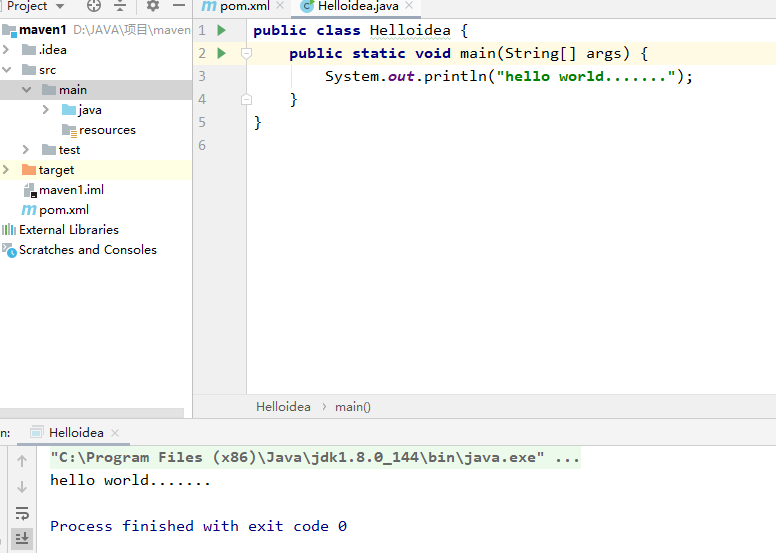 Project
maven1 D:\JAVA\项目\maven
.idea
src
main
java
resources
test
target
maven1.iml
pom.xml
External Libraries
Scratches and Consoles
pom.xml
Helloidea.java
1 public class Helloidea {
2 public static void main(String[] args) {
3 System.out.println("hello world.......");
4 }
5 }
6
Helloidea > main()
n: Helloidea
"C:\Program Files (x86)\Java\jdk1.8.0_144\bin\java.exe" ...
hello world.......
Process finished with exit code 0